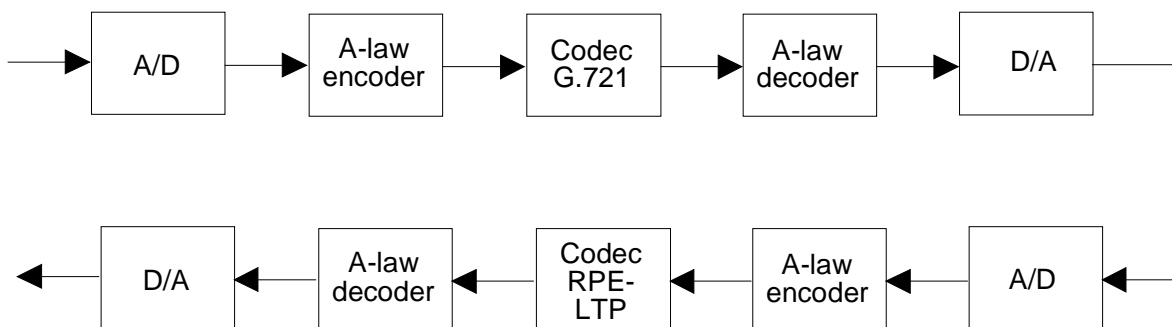 A/D
A-law
encoder
Codec
G.721
A-law
decoder
D/A
D/A
A-law
decoder
Codec
RPE-
LTP
A-law
encoder
A/D